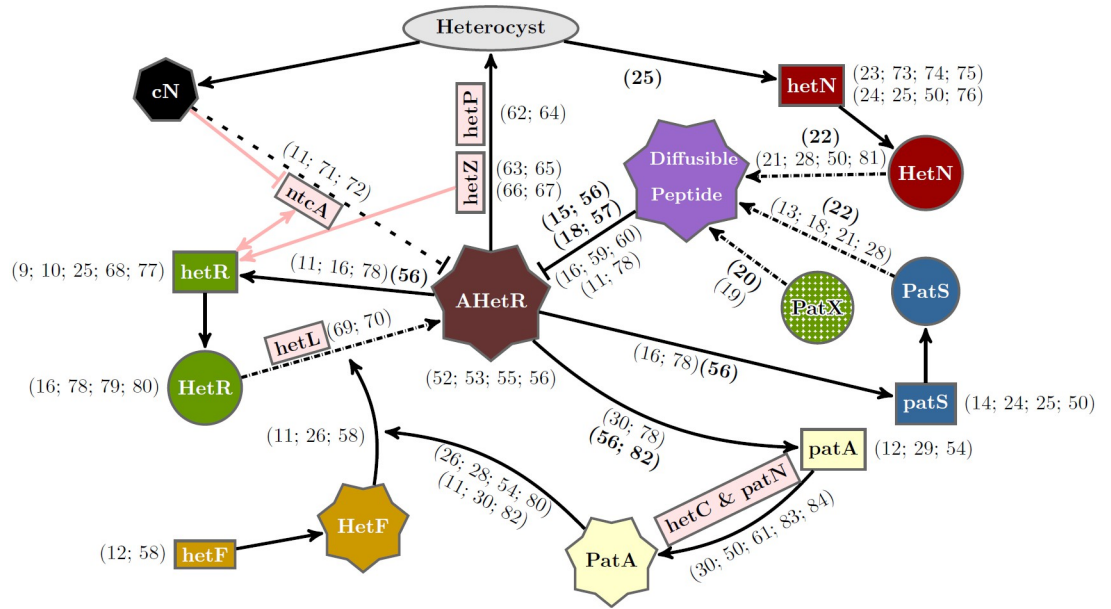 Heterocyst
cN
hetP
(62; 64)
(25)
hetN
(23; 73; 74; 75)
(24; 25; 50; 76)
(11; 71; 72)
hetZ
(63; 65)
(66; 67)
Diffusible
Peptide
(22)
(21; 28; 50; 81)
HetN
ntcA
(15; 56)
(18; 57)
(16; 59; 60)
(11; 78)
(22)
(13; 18; 21; 28)
(9; 10; 25; 68; 77)
hetR
(11; 16; 78)(56)
AHetR
(20)
(19)
PatX
PatS
hetL
(69; 70)
(16; 78; 79; 80)
HetR
(52; 53; 55; 56)
(16; 78)(56)
patS
(14; 24; 25; 50)
(11; 26; 58)
(30; 78)
(56; 82)
patA
(12; 29; 54)
(26; 28; 54; 80)
(11; 30; 82)
hetC & patN
(30; 50; 61; 83; 84)
HetF
PatA
(12; 58)
hetF